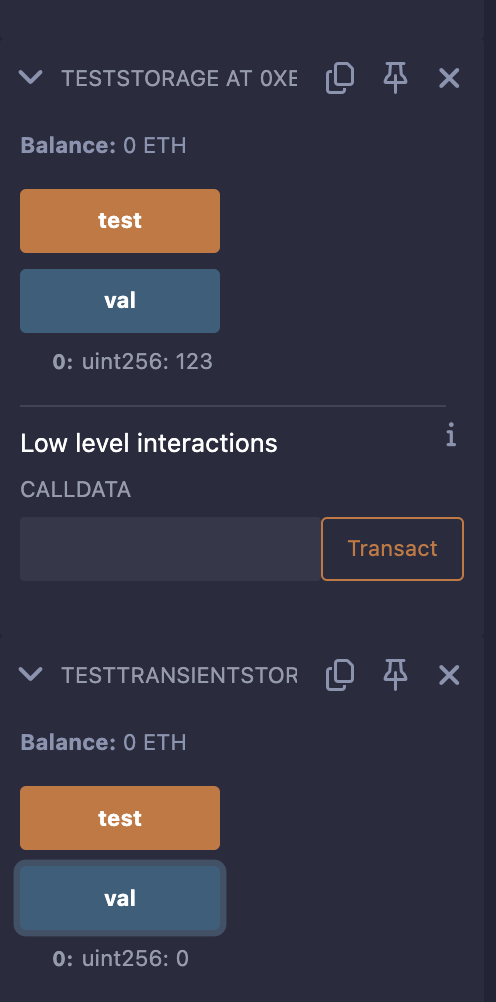 TESTSTORAGE AT 0XE
Balance: 0 ETH
test
val
0: uint256: 123
Low level interactions
i
CALLDATA
Transact
TESTTRANSIENTSTOR
Balance: 0 ETH
test
val
0: uint256: 0